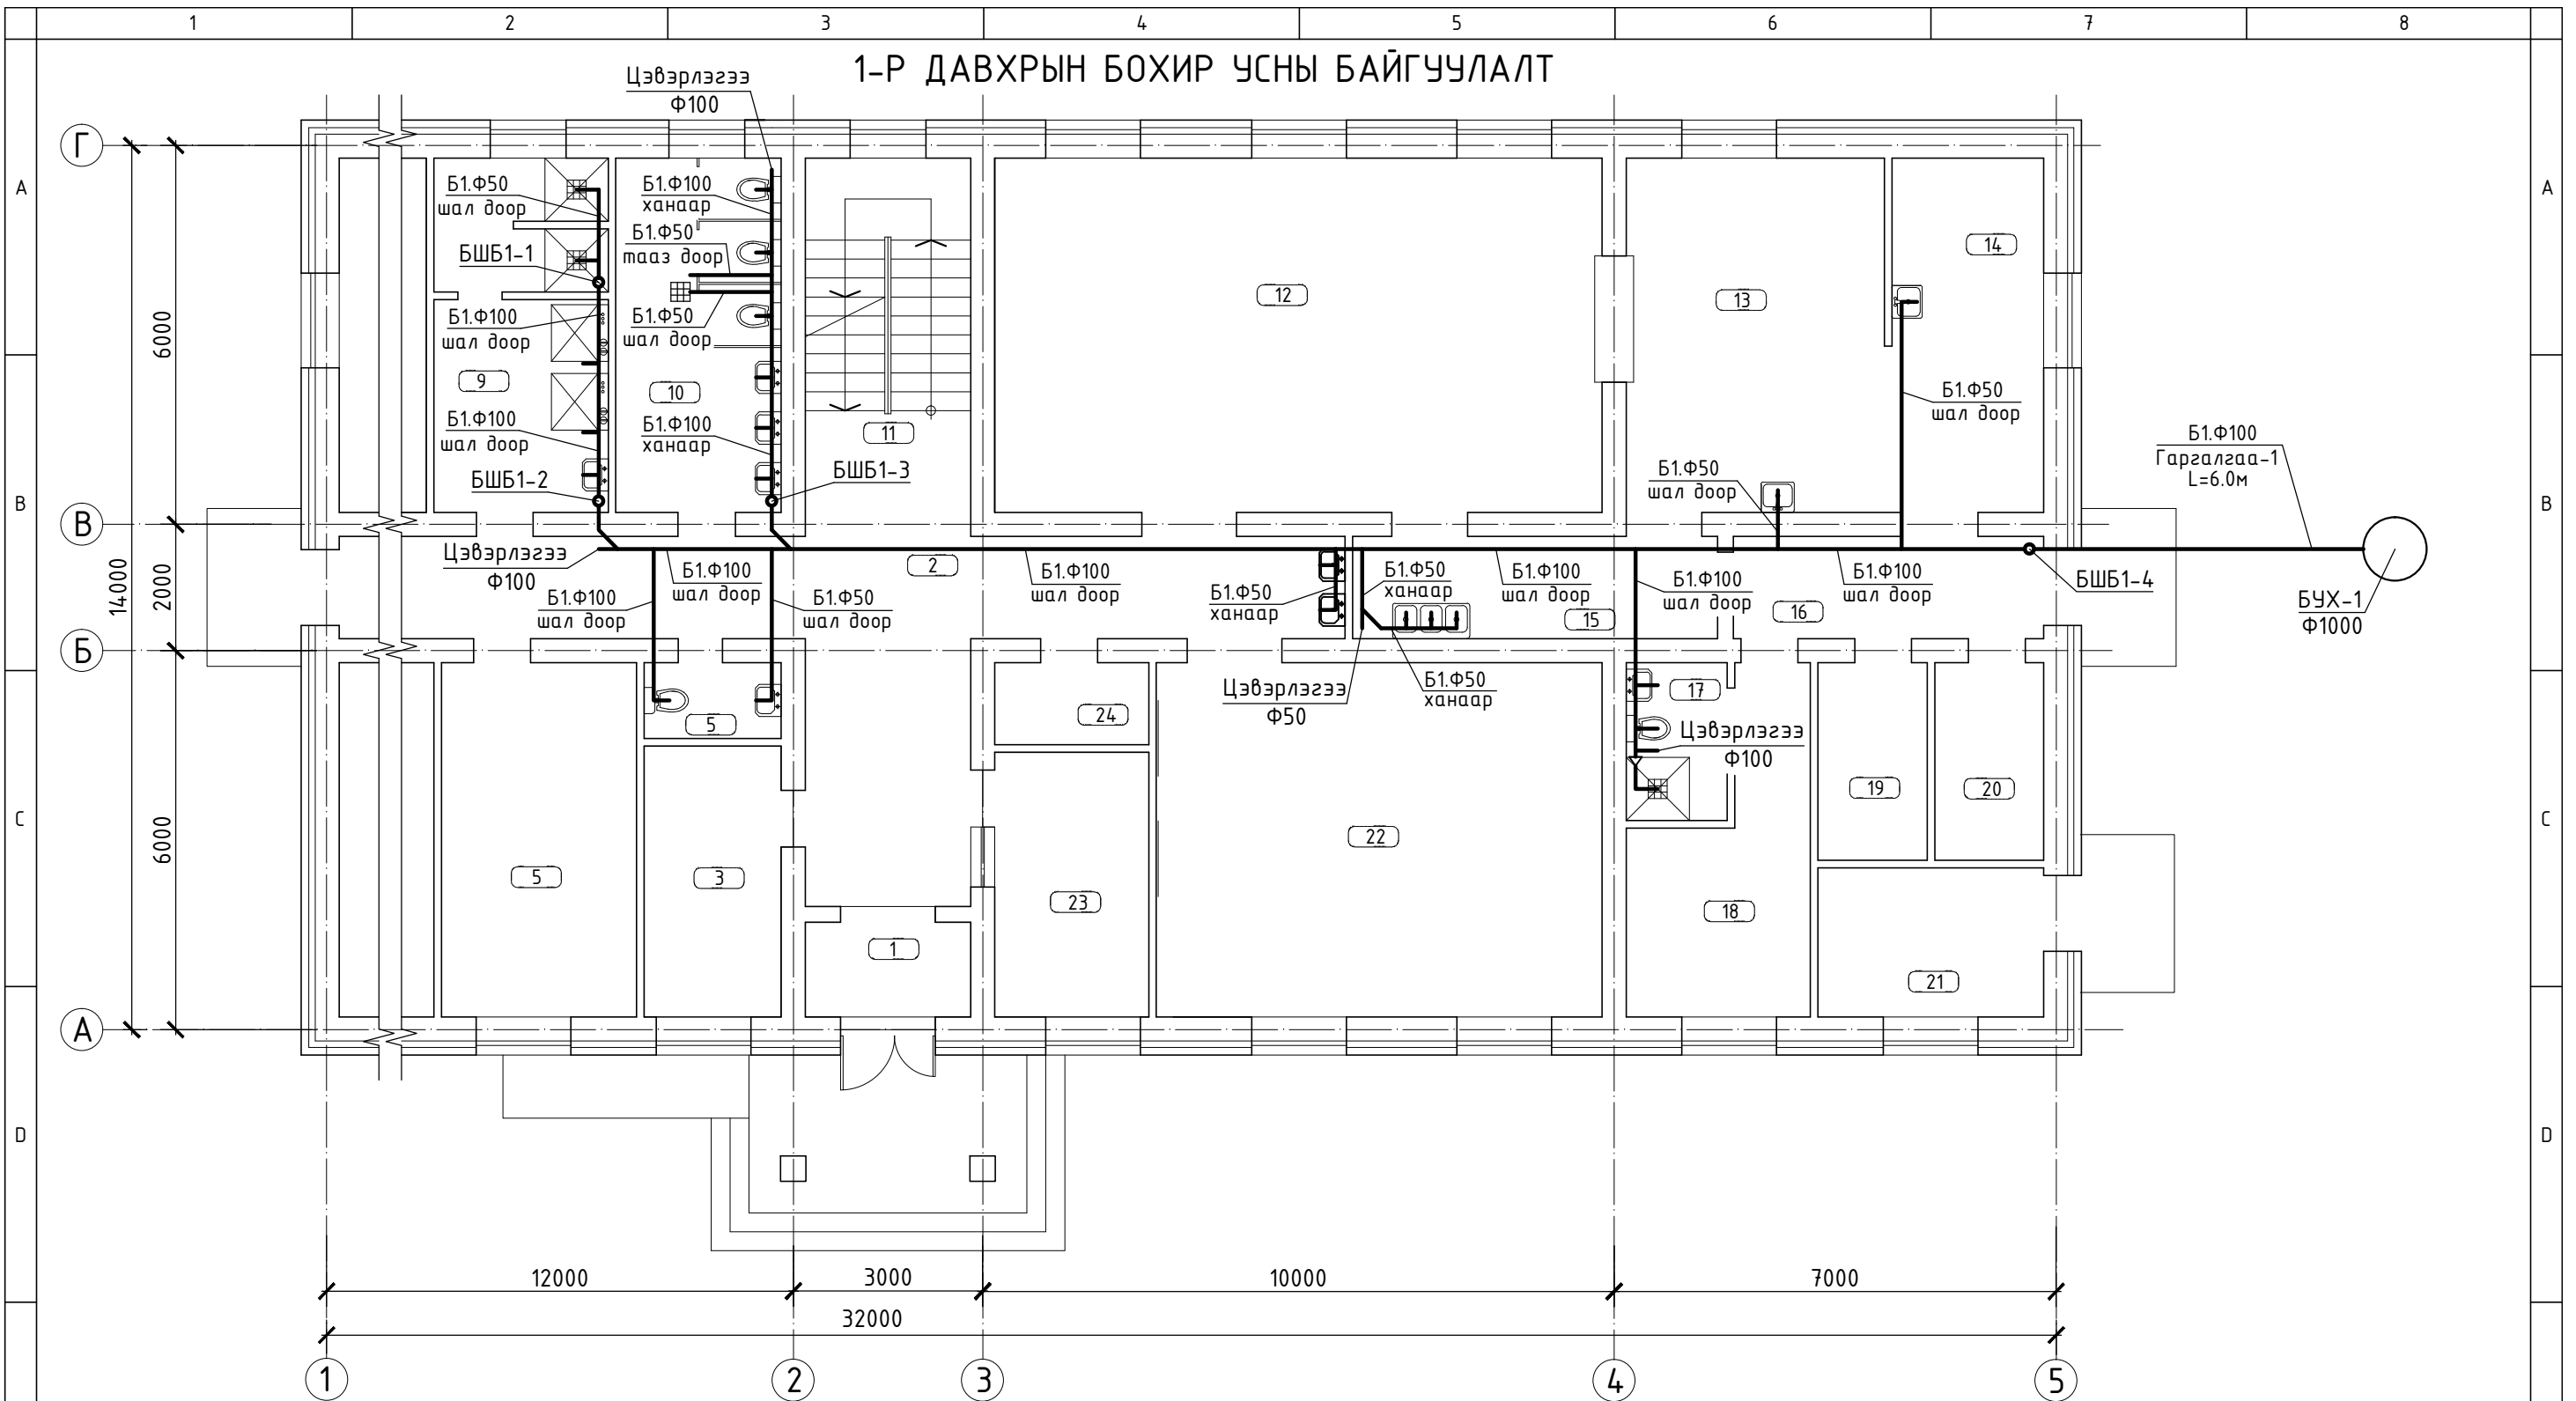 1 2 3 4 5 6 7 8
1-Р ДАВХРЫН БОХИР УСНЫ БАЙГУУЛАЛТ
Цэвэрлэгээ
Ф100
Г
A
A
Б1.Ф50
шал доор
Б1.Ф100
ханаар
Б1.Ф50
тааз доор
БШБ1-1
14
12
13
6000
Б1.Ф100
шал доор
Б1.Ф50
шал доор
9
10
Б1.Ф50
шал доор
Б1.Ф100
шал доор
Б1.Ф100
ханаар
11
Б1.Ф100
Гаргалгаа-1
L=6.0м
БШБ1-2
БШБ1-3
Б1.Ф50
шал доор
B
B
В
Цэвэрлэгээ
Ф100
2
14000
2000
Б1.Ф100
шал доор
Б1.Ф100
шал доор
Б1.Ф50
шал доор
Б1.Ф100
шал доор
Б1.Ф50
ханаар
Б1.Ф50
ханаар
Б1.Ф100
шал доор
15
Б1.Ф100
шал доор
16
Б1.Ф100
шал доор
БШБ1-4
БУХ-1
Ф1000
Б
Цэвэрлэгээ
Ф50
Б1.Ф50
ханаар
17
5
24
Цэвэрлэгээ
Ф100
C
C
6000
19
20
22
5
3
23
18
1
21
А
D
D
12000
3000
10000
7000
32000
1
2
3
4
5